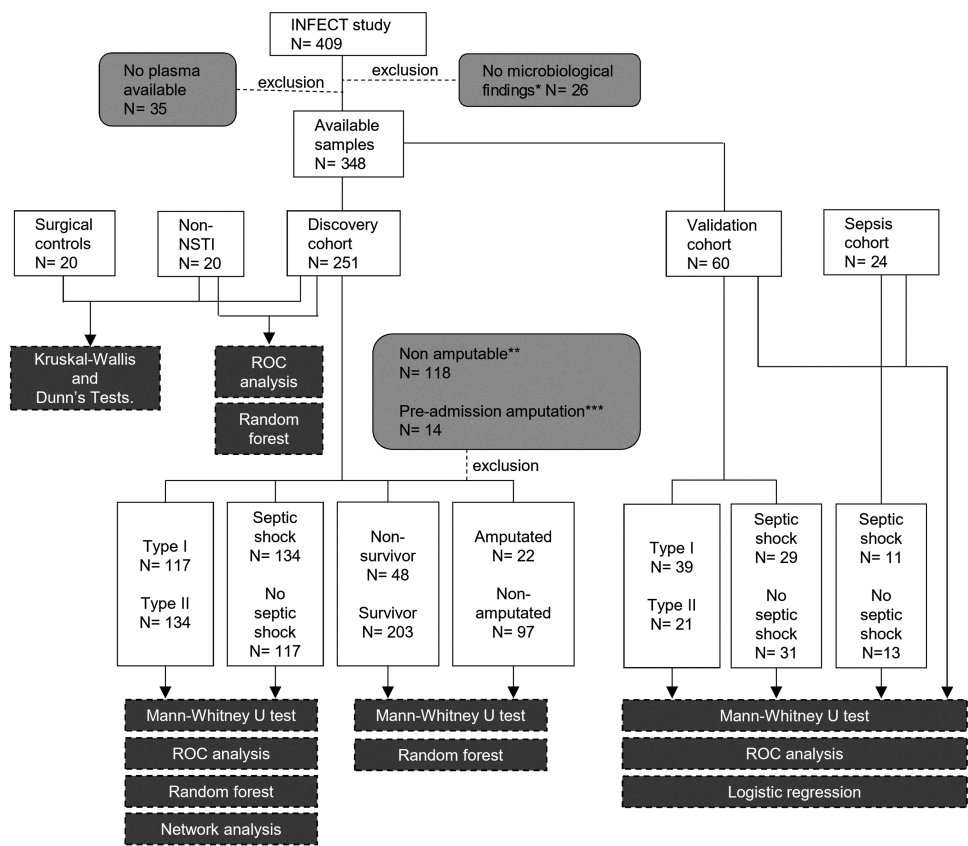 INFECT study
N= 409
No plasma
available
N= 35
exclusion
exclusion
No microbiological
findings* N= 26
Available
samples
N= 348
Surgical
controls
N= 20
Non-
NSTI
N= 20
Discovery
cohort
N= 251
Validation
cohort
N= 60
Sepsis
cohort
N= 24
Kruskal-Wallis
and
Dunn's Tests.
ROC
analysis
Random
forest
Non amputable**
N= 118
Pre-admission amputation***
N= 14
exclusion
Type I
N= 117
Type II
N= 134
Septic
shock
N= 134
No
septic
shock
N= 117
Non-
survivor
N= 48
Survivor
N= 203
Amputated
N= 22
Non-
amputated
N= 97
Type I
N= 39
Type II
N= 21
Septic
shock
N= 29
No
septic
shock
N= 31
Septic
shock
N= 11
No
septic
shock
N=13
Mann-Whitney U test
ROC analysis
Random forest
Network analysis
Mann-Whitney U test
Random forest
Mann-Whitney U test
ROC analysis
Logistic regression